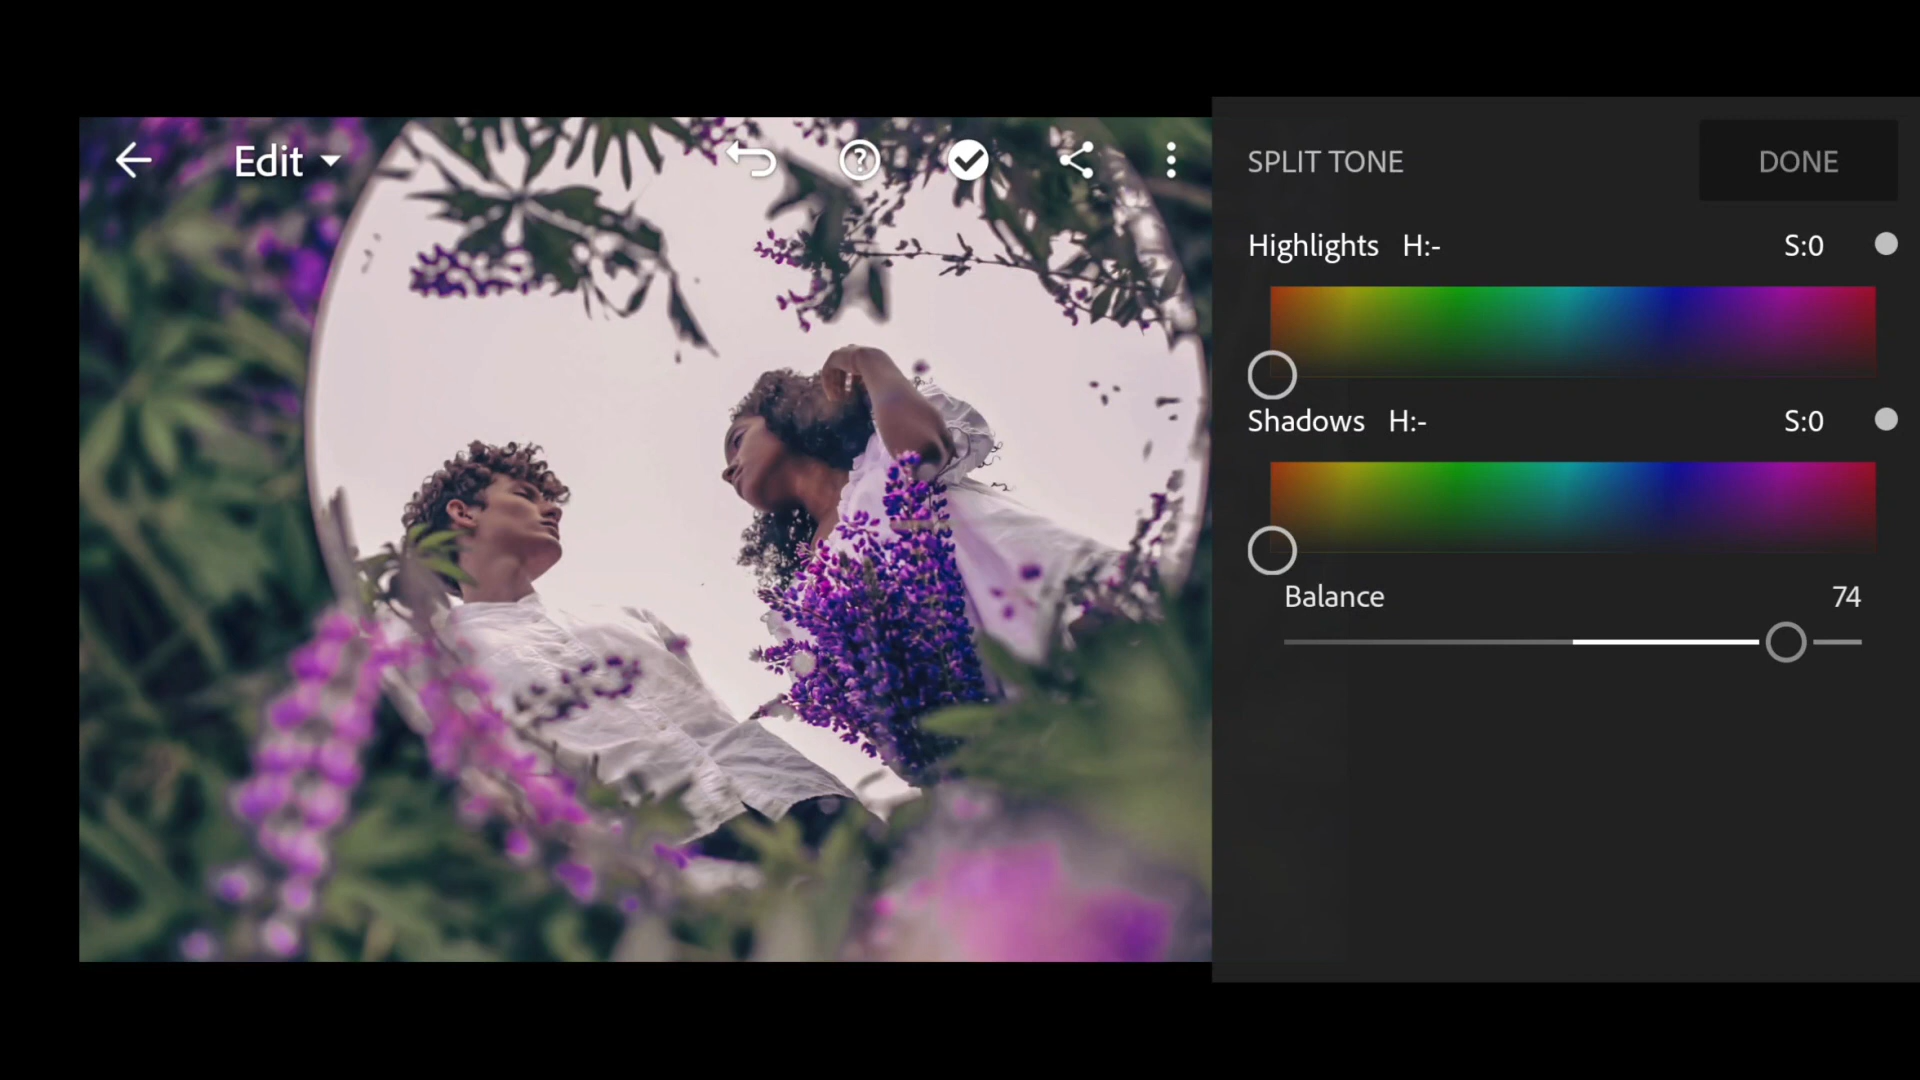 Edit
SPLIT TONE
DONE
Highlights H:- S:0
Shadows H:- S:0
Balance 74